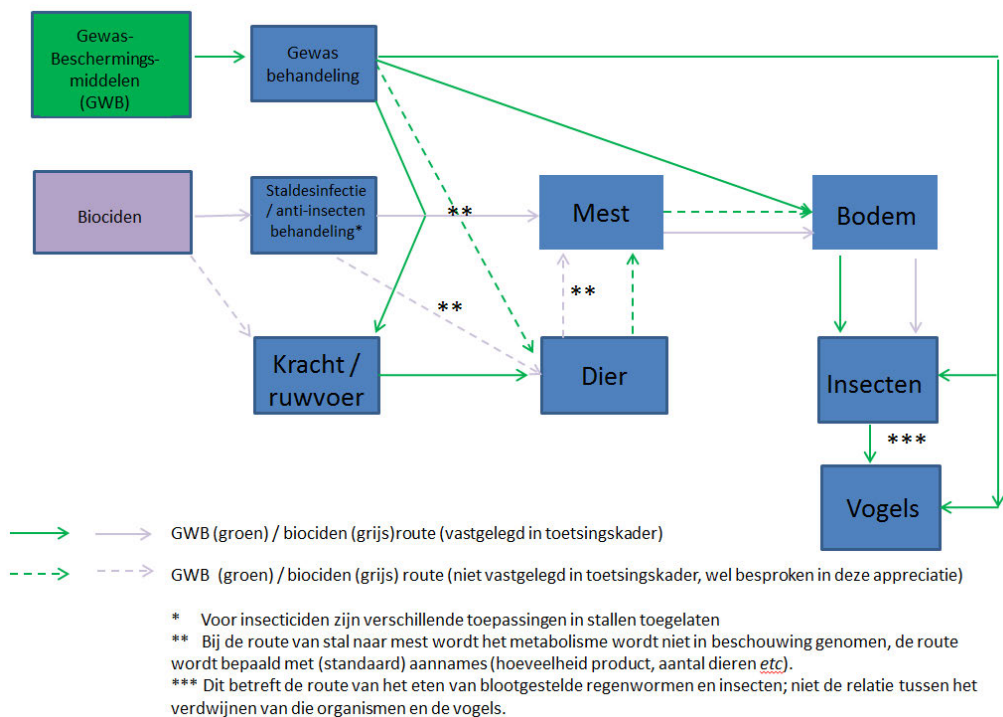 Gewas-
Beschermings-
middelen
(GWB)
Gewas
behandeling
Biociden
Staldesinfectie
/ anti-insecten
behandeling*
**
Mest
Bodem
**
**
Kracht /
ruwvoer
Dier
Insecten
***
Vogels
GWB (groen) / biociden (grijs)route (vastgelegd in toetsingskader)
GWB (groen) / biociden (grijs) route (niet vastgelegd in toetsingskader, wel besproken in deze appreciatie)
* Voor insecticiden zijn verschillende toepassingen in stallen toegelaten
** Bij de route van stal naar mest wordt het metabolisme wordt niet in beschouwing genomen, de route
wordt bepaald met (standaard) aannames (hoeveelheid product, aantal dieren etc).
*** Dit betreft de route van het eten van blootgestelde regenwormen en insecten; niet de relatie tussen het
verdwijnen van die organismen en de vogels.